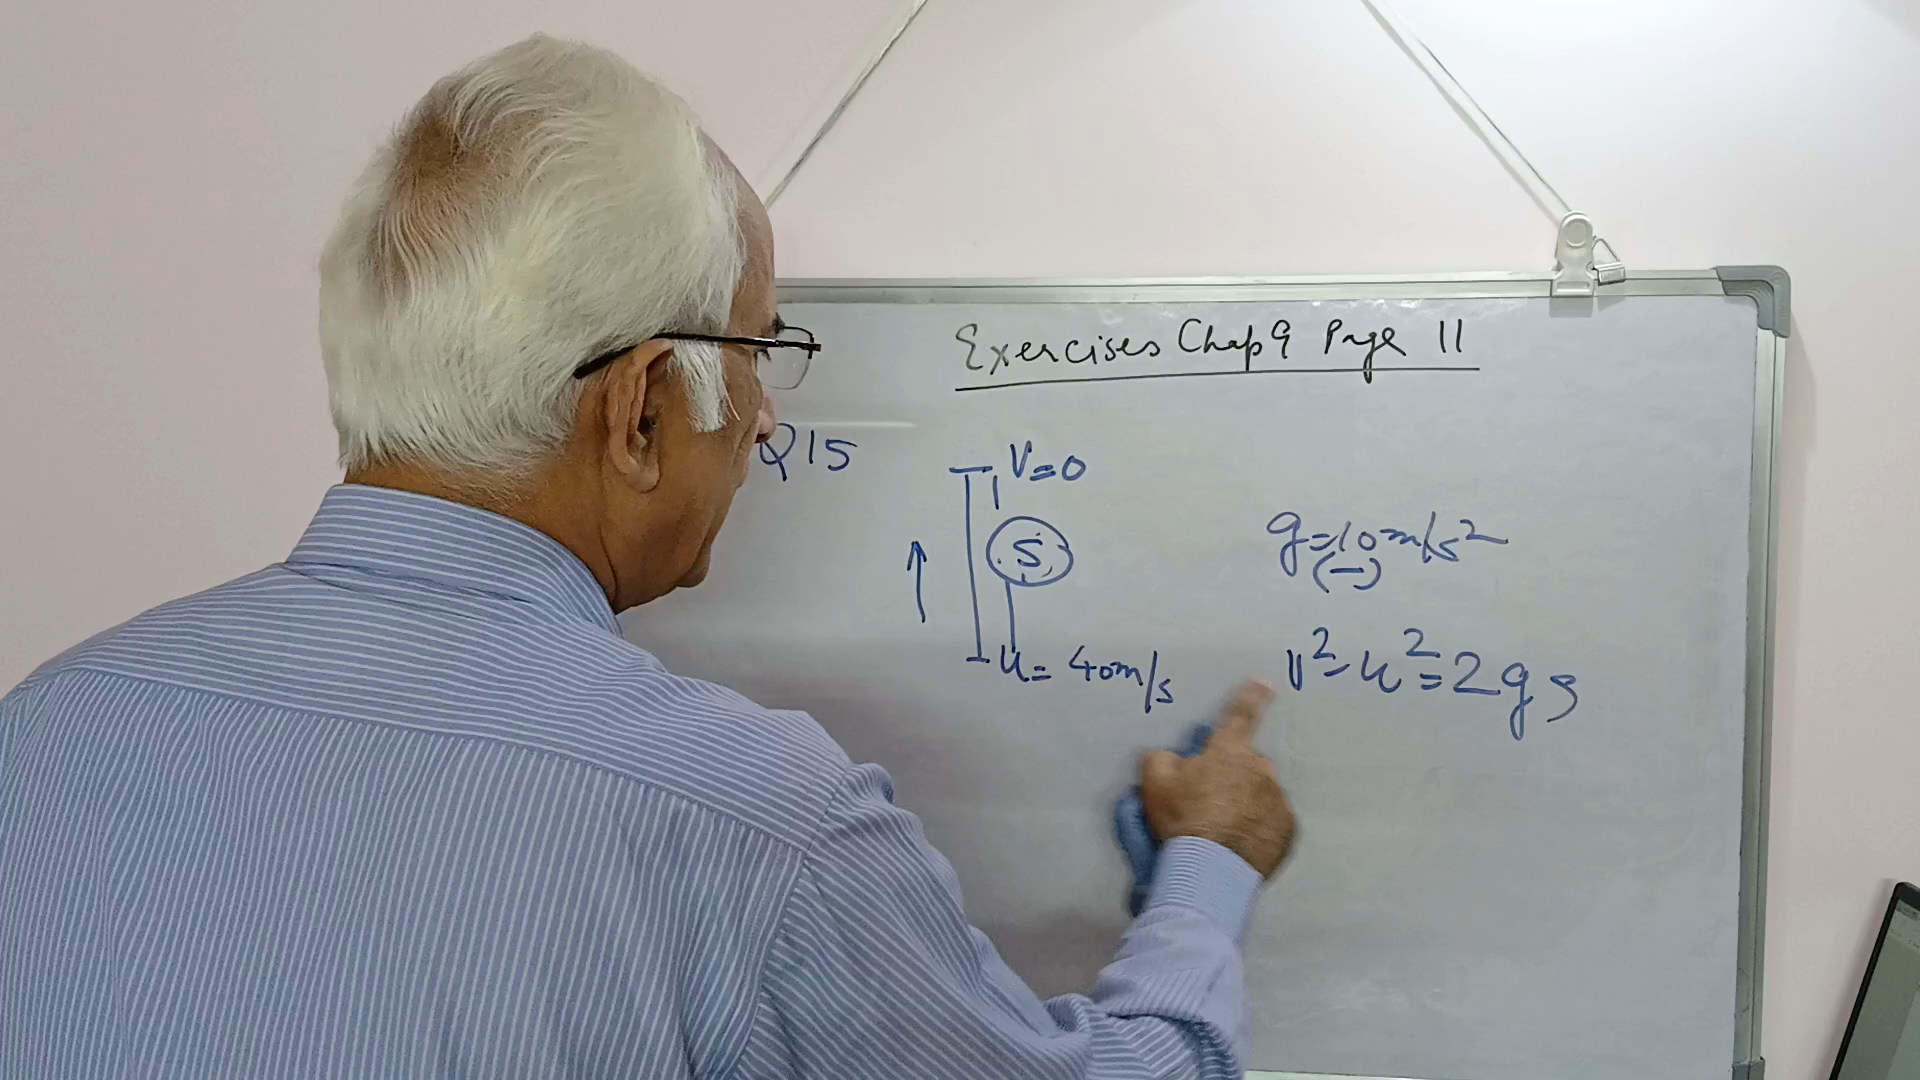 Exercises Chap 9 Page 11
Q15
V=0
S
u= 40m/s
g=10m/s²
(-)
v²-u²=2gs